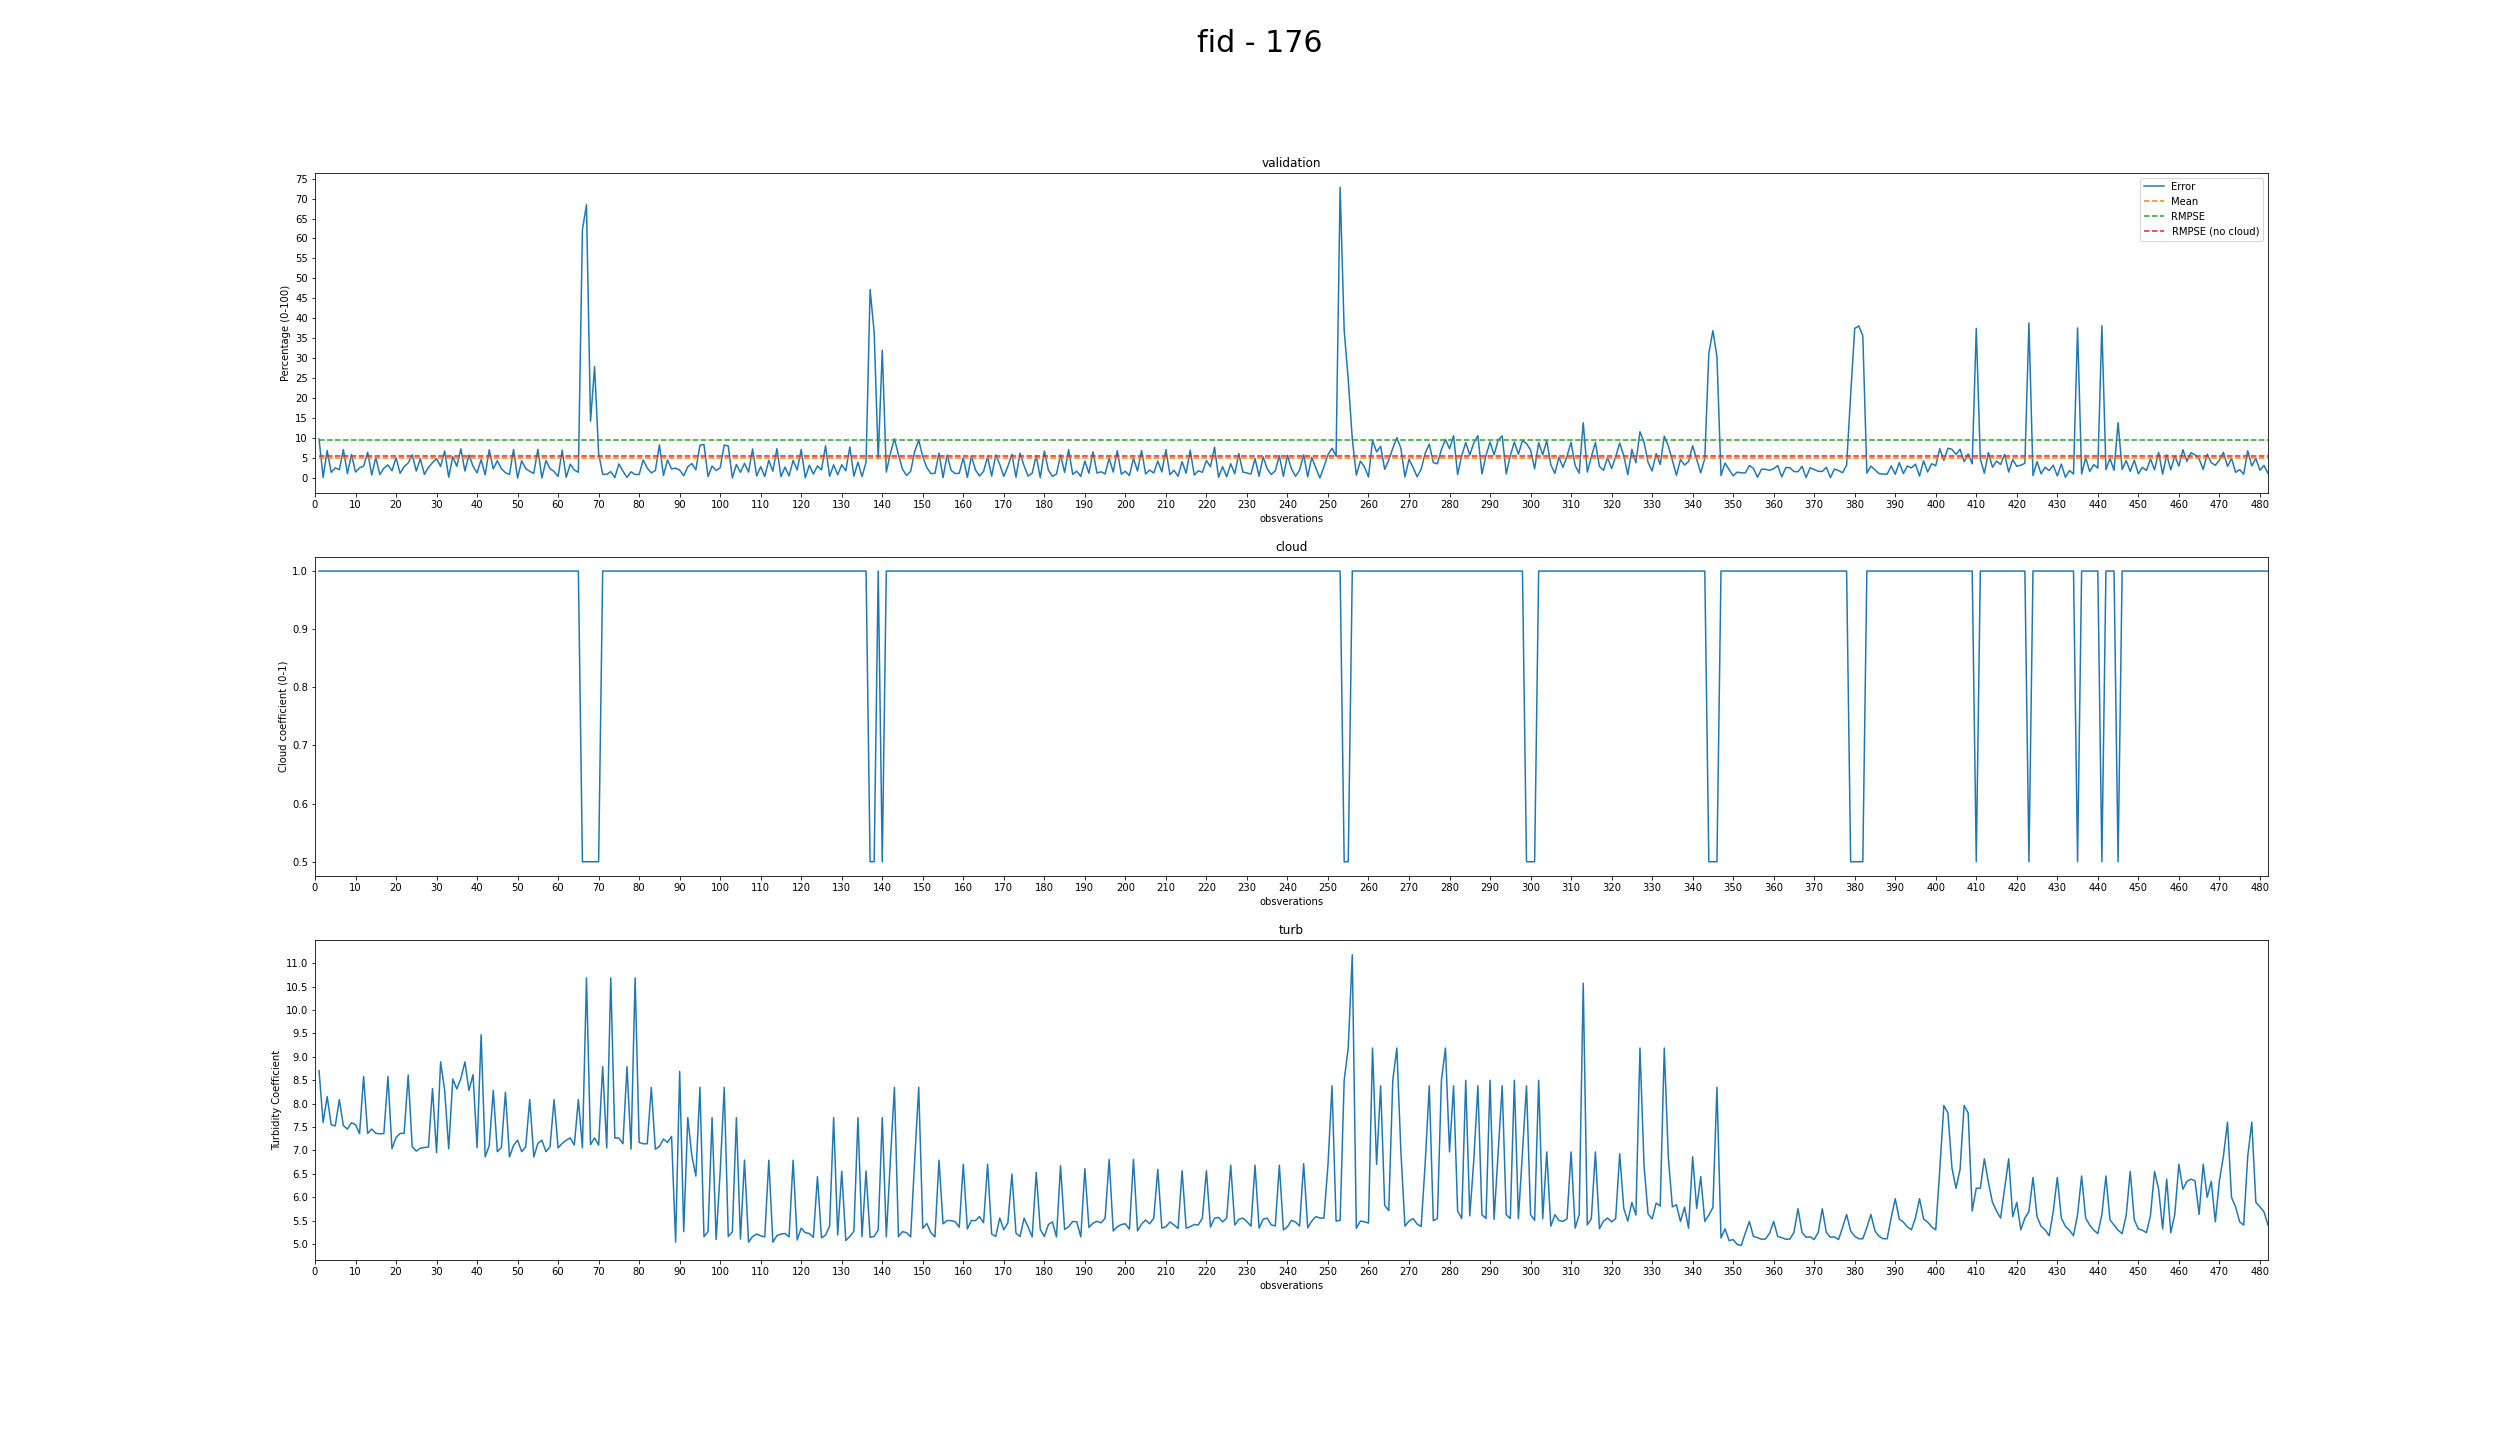 fid - 176
validation
Percentage (0-100)
75
70
65
60
55
50
45
40
35
30
25
20
15
10
5
0
Error
Mean
RMPSE
RMPSE (no cloud)
0 10 20 30 40 50 60 70 80 90 100 110 120 130 140 150 160 170 180 190 200 210 220 230 240 250 260 270 280 290 300 310 320 330 340 350 360 370 380 390 400 410 420 430 440 450 460 470 480
obsverations
cloud
Cloud coefficient (0-1)
1.0
0.9
0.8
0.7
0.6
0.5
0 10 20 30 40 50 60 70 80 90 100 110 120 130 140 150 160 170 180 190 200 210 220 230 240 250 260 270 280 290 300 310 320 330 340 350 360 370 380 390 400 410 420 430 440 450 460 470 480
obsverations
turb
Turbidity Coefficient
11.0
10.5
10.0
9.5
9.0
8.5
8.0
7.5
7.0
6.5
6.0
5.5
5.0
0 10 20 30 40 50 60 70 80 90 100 110 120 130 140 150 160 170 180 190 200 210 220 230 240 250 260 270 280 290 300 310 320 330 340 350 360 370 380 390 400 410 420 430 440 450 460 470 480
obsverations